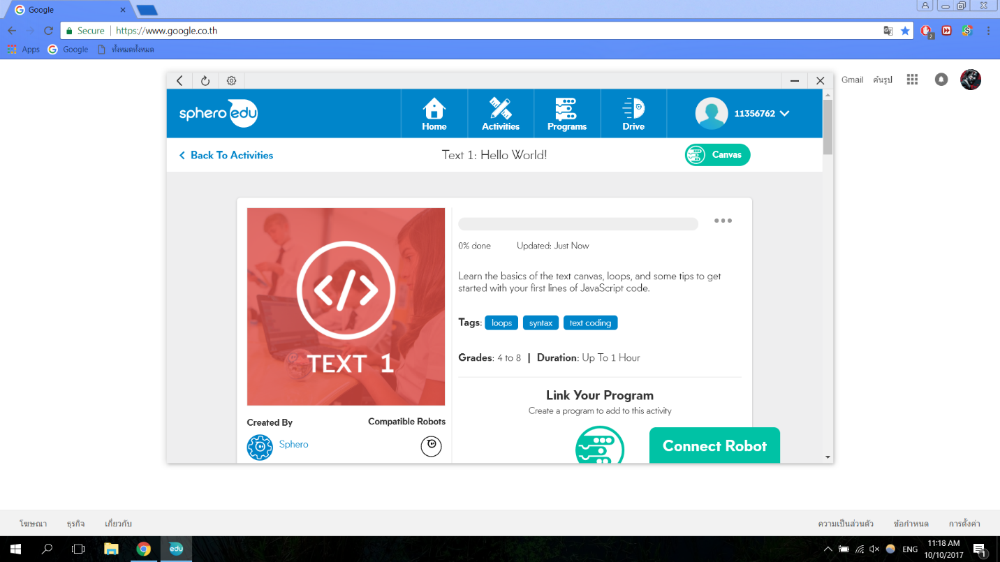 Google
Secure https://www.google.co.th
2
S
Apps Google ทั้งหมดทั้งหมด
Gmail ค้นรูป
sphero edu
Home Activities Programs Drive 11356762
Back To Activities Text 1: Hello World! Canvas
</>
TEXT 1
0% done Updated: Just Now
Learn the basics of the text canvas, loops, and some tips to get
started with your first lines of JavaScript code.
Tags: loops syntax text coding
Grades: 4 to 8 | Duration: Up To 1 Hour
Link Your Program
Create a program to add to this activity
Created By Compatible Robots
Sphero
Connect Robot
โฆษณา ธุรกิจ เกี่ยวกับ ความเป็นส่วนตัว ข้อกำหนด การตั้งค่า
edu ENG 11:18 AM
10/10/2017 1